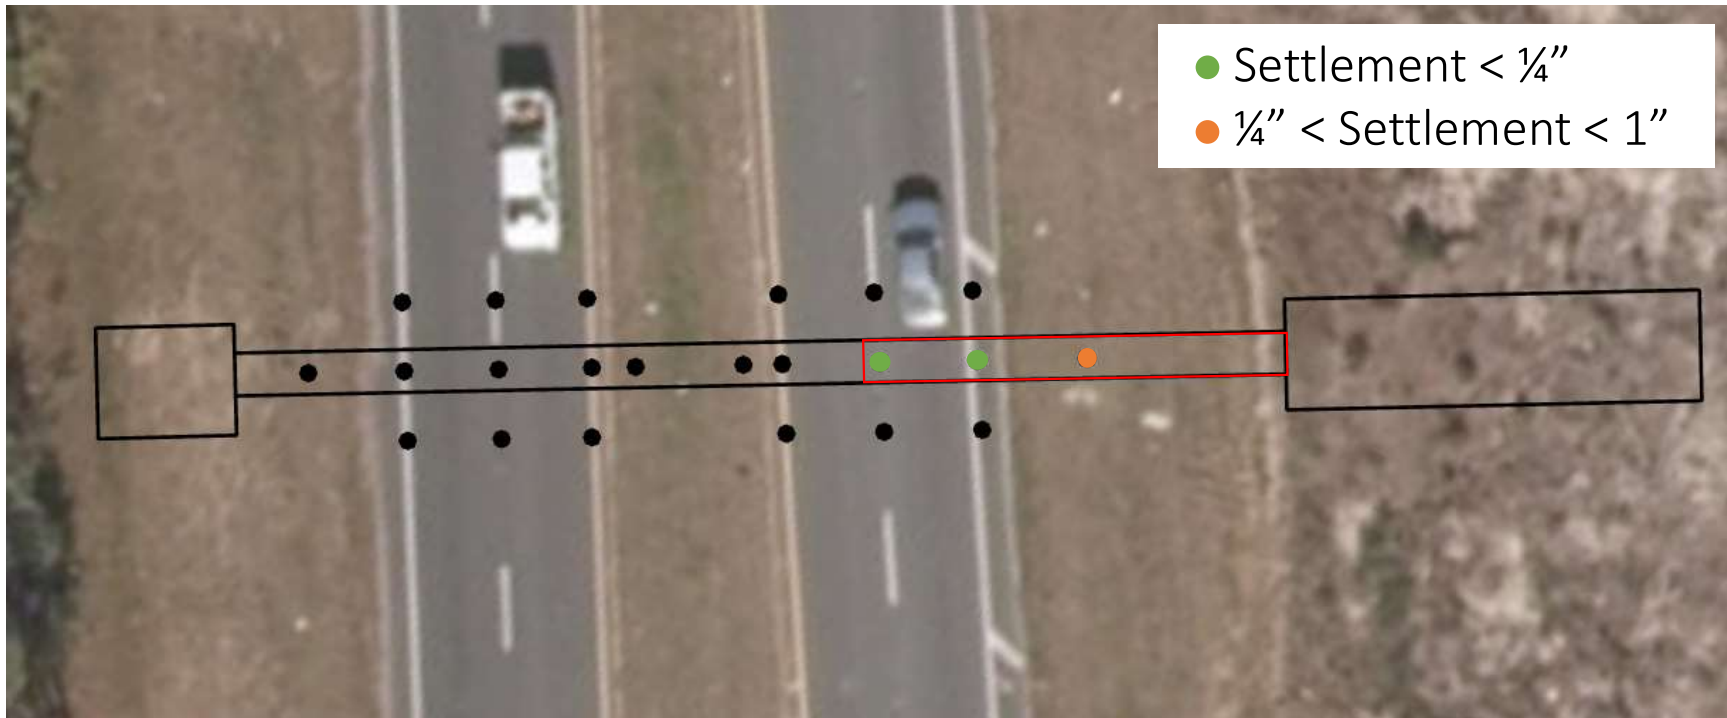 Settlement < ¼”
¼” < Settlement < 1”